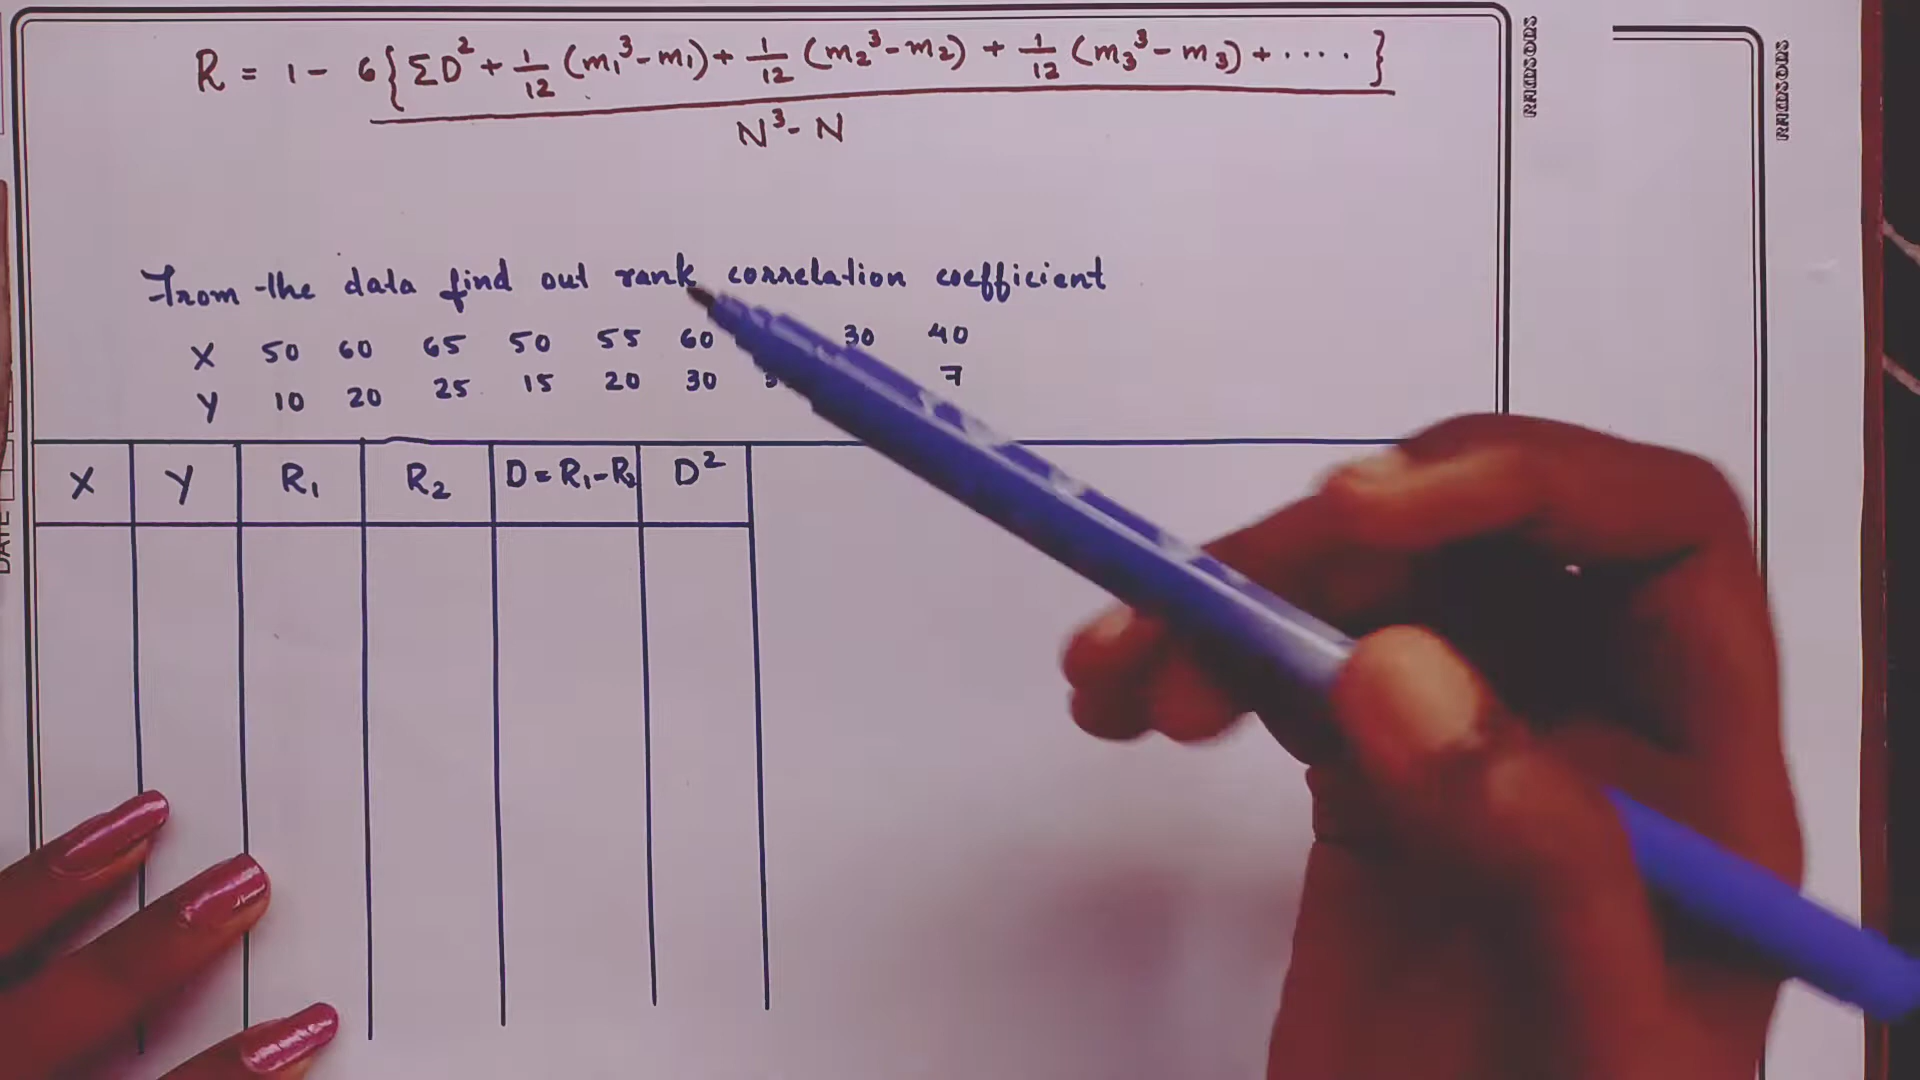 R = 1 - 6{ΣD² + 1/12 (m₁³ - m₁) + 1/12 (m₂³ - m₂) + 1/12 (m₃³ - m₃) + ····}
N³ - N
From the data find out rank correlation coefficient
X 50 60 65 50 55 60 30 40
Y 10 20 25 15 20 30 7
X Y R₁ R₂ D = R₁ - R₂ D²
DATE